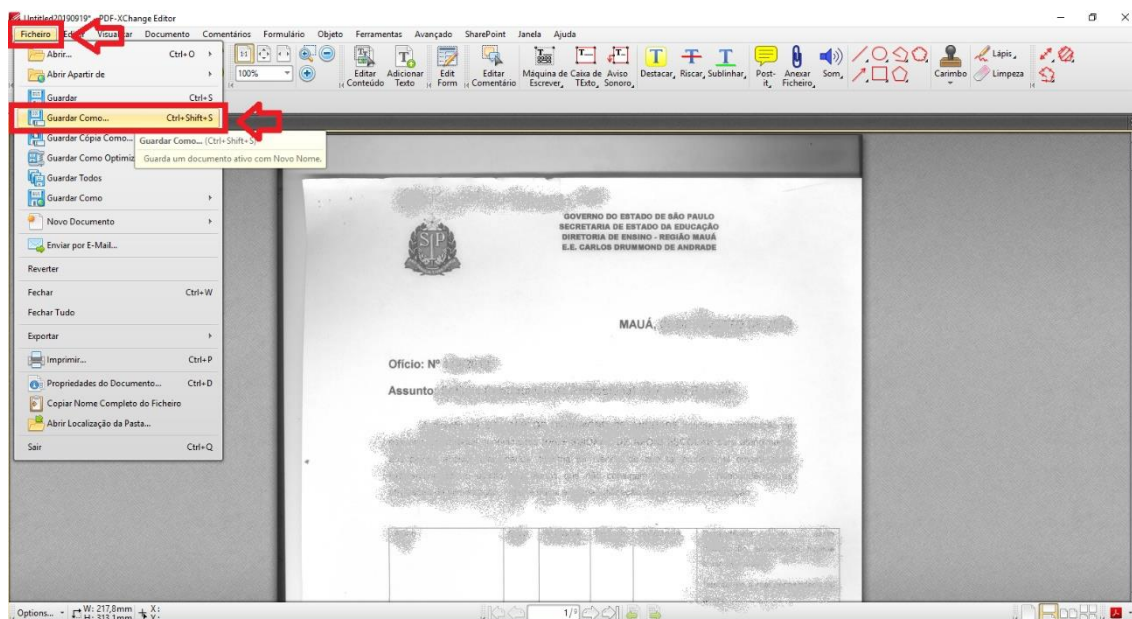 Untitled20190919* - PDF-XChange Editor
Ficheiro Visualizar Documento Comentários Formulário Objeto Ferramentas Avançado SharePoint Janela Ajuda
Abrir... Ctrl+O
Abrir Apartir de
Guardar Ctrl+S
Guardar Como... Ctrl+Shift+S
Guardar Cópia Como...
Guardar Como Optimiz
Guardar Todos
Guardar Como
Novo Documento
Enviar por E-Mail...
Reverter
Fechar Ctrl+W
Fechar Tudo
Exportar
Imprimir... Ctrl+P
Propriedades do Documento... Ctrl+D
Copiar Nome Completo do Ficheiro
Abrir Localização da Pasta...
Sair Ctrl+Q
Guardar Como... (Ctrl+Shift+S)
Guarda um documento ativo com Novo Nome.
100%
Editar Conteúdo
Adicionar Texto
Edit Form
Editar Comentário
Máquina de Escrever
Caixa de TExto
Aviso Sonoro
Destacar
Riscar
Sublinhar
Post-it
Anexar Ficheiro
Som
Carimbo
Lápis
Limpeza
GOVERNO DO ESTADO DE SÃO PAULO
SECRETARIA DE ESTADO DA EDUCAÇÃO
DIRETORIA DE ENSINO - REGIÃO MAUÁ
E.E. CARLOS DRUMMOND DE ANDRADE
SP
MAUÁ,
Ofício: Nº
Assunto
Options... W: 217,8mm X:
H: 313,1mm Y: